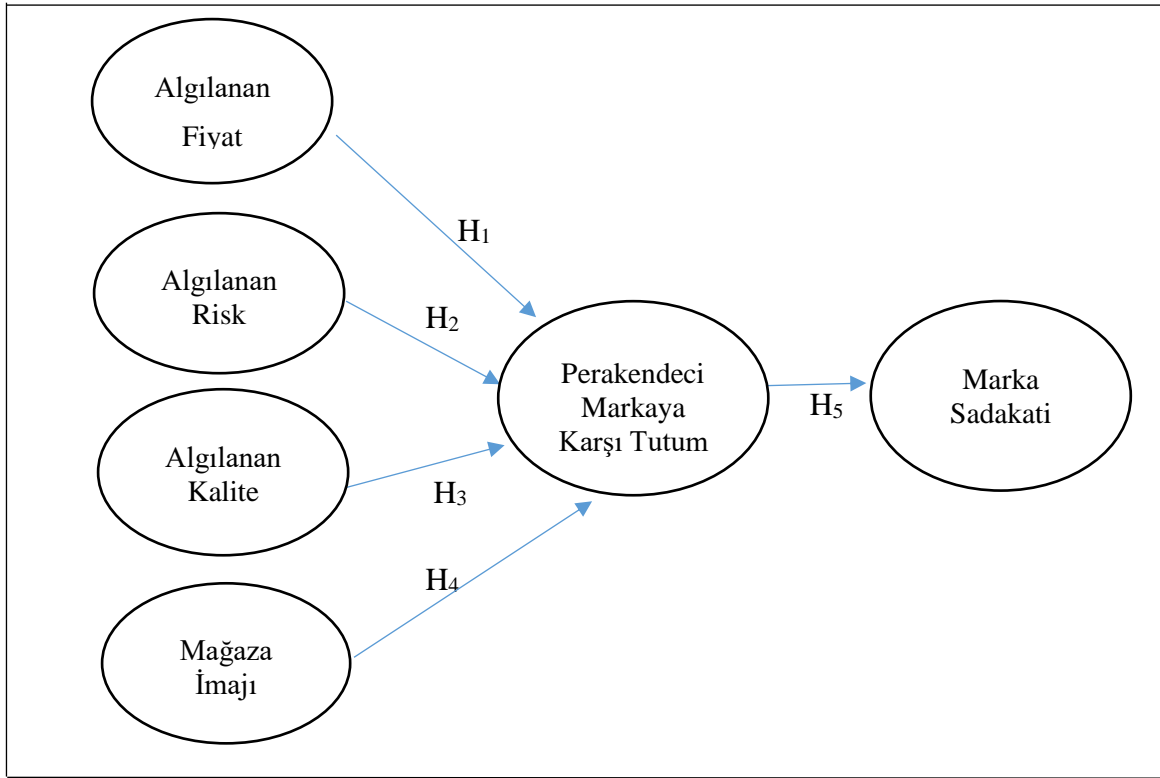 Algılanan
Fiyat
H1
Algılanan
Risk
H2
Algılanan
Kalite
H3
Mağaza
İmajı
H4
Perakendeci
Markaya
Karşı Tutum
H5
Marka
Sadakati